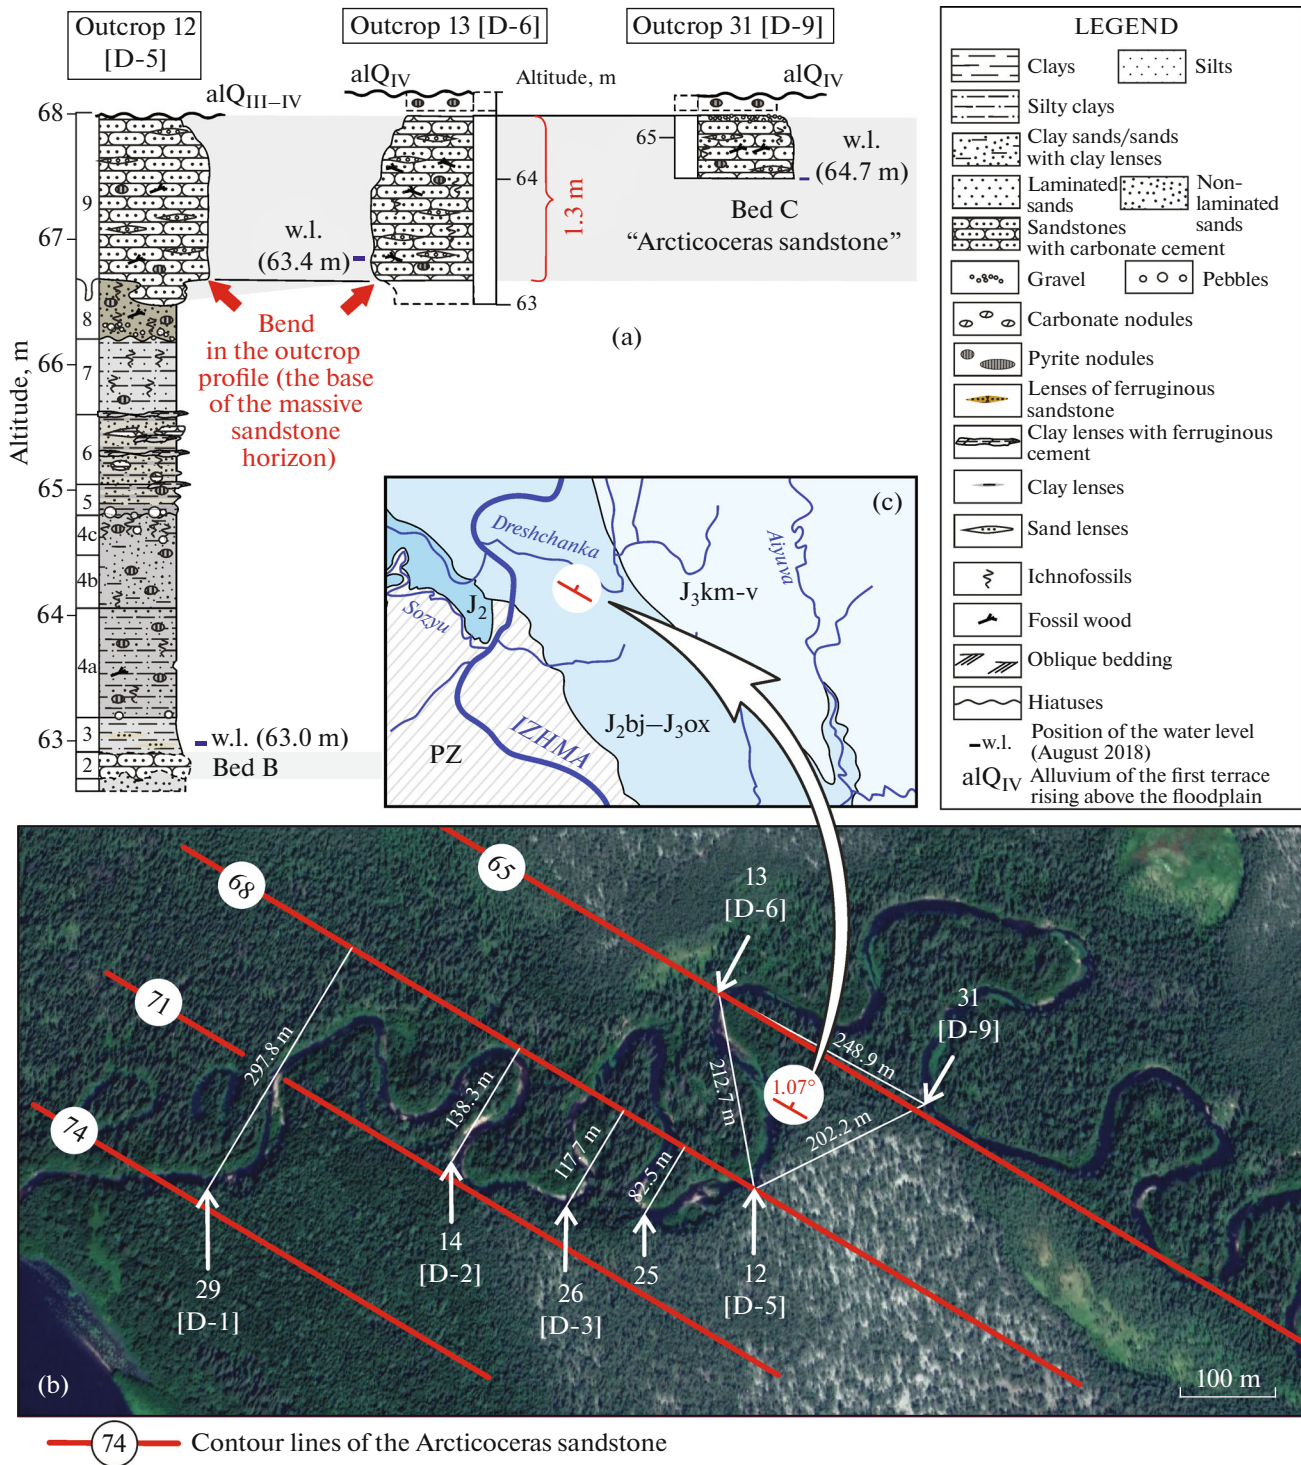 Outcrop 12
[D-5]
Outcrop 13 [D-6]
Outcrop 31 [D-9]
alQIII–IV
alQIV
Altitude, m
alQIV
68
67
66
65
64
63
Altitude, m
9
8
7
6
5
4c
4b
4a
3
2
w.l.
(63.4 m)
64
63
1.3 m
65
w.l.
(64.7 m)
Bed C
“Arcticoceras sandstone”
(a)
Bend
in the outcrop
profile (the base
of the massive
sandstone
horizon)
w.l. (63.0 m)
Bed B
(c)
Dreshchanka
Aiyuva
Sozyu
J2
J3km-v
J2bj–J3ox
IZHMA
PZ
LEGEND
Clays
Silts
Silty clays
Clay sands/sands
with clay lenses
Laminated
sands
Non-
laminated
sands
Sandstones
with carbonate cement
Gravel
Pebbles
Carbonate nodules
Pyrite nodules
Lenses of ferruginous
sandstone
Clay lenses with ferruginous
cement
Clay lenses
Sand lenses
Ichnofossils
Fossil wood
Oblique bedding
Hiatuses
w.l. Position of the water level
(August 2018)
alQIV Alluvium of the first terrace
rising above the floodplain
65
68
71
74
13
[D-6]
31
[D-9]
297.8 m
138.3 m
117.7 m
82.5 m
212.7 m
248.9 m
202.2 m
1.07°
29
[D-1]
14
[D-2]
26
[D-3]
25
12
[D-5]
(b)
100 m
74 Contour lines of the Arcticoceras sandstone